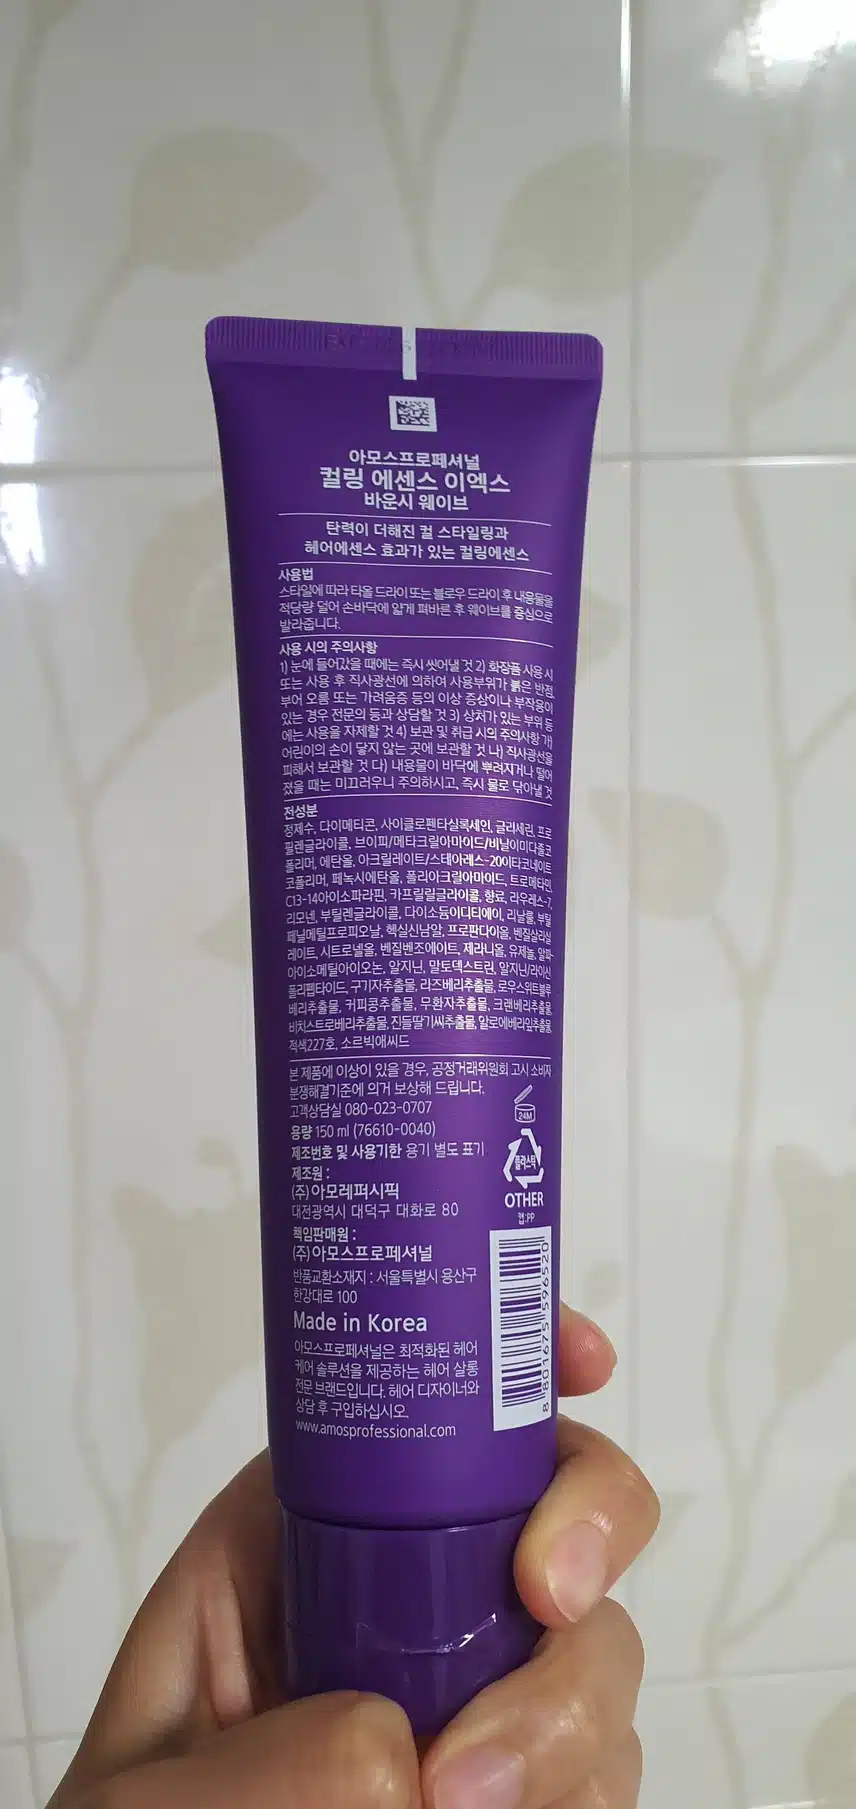 아모스프로페셔널
컬링 에센스 이엑스
바운시 웨이브
탄력이 더해진 컬 스타일링과
헤어에센스 효과가 있는 컬링에센스
사용법
스타일에 따라 타올 드라이 또는 블로우 드라이 후 내용물을
적당량 덜어 손바닥에 얇게 펴바른 후 웨이브를 중심으로
발라줍니다.
사용 시의 주의사항
1) 눈에 들어갔을 때에는 즉시 씻어낼 것 2) 화장품 사용 시
또는 사용 후 직사광선에 의하여 사용부위가 붉은 반점,
부어 오름 또는 가려움증 등의 이상 증상이나 부작용이
있는 경우 전문의 등과 상담할 것 3) 상처가 있는 부위 등
에는 사용을 자제할 것 4) 보관 및 취급 시의 주의사항 가)
어린이의 손이 닿지 않는 곳에 보관할 것 나) 직사광선을
피해서 보관할 것 다) 내용물이 바닥에 뿌려지거나 떨어
졌을 때는 미끄러우니 주의하시고, 즉시 물로 닦아낼 것
전성분
정제수, 다이메티콘, 사이클로펜타실록세인, 글리세린, 프로
필렌글라이콜, 브이피/메타크릴아마이드/비닐이미다졸코
폴리머, 에탄올, 아크릴레이트/스테아레스-20이타코네이트
코폴리머, 페녹시에탄올, 폴리아크릴아마이드, 트로메타민,
C13-14아이소파라핀, 카프릴릴글라이콜, 향료, 라우레스-7,
리모넨, 부틸렌글라이콜, 다이소듐이디티에이, 리날룰, 부틸
페닐메틸프로피오날, 헥실신남알, 프로판다이올, 벤질살리실
레이트, 시트로넬올, 벤질벤조에이트, 제라니올, 유제놀, 알파-
아이소메틸아이오논, 알지닌, 말토덱스트린, 알지닌/라이신
폴리펩타이드, 구기자추출물, 라즈베리추출물, 로우스위트블루
베리추출물, 커피콩추출물, 무환자추출물, 크랜베리추출물,
비치스트로베리추출물, 진들딸기씨추출물, 알로에베라잎추출물,
적색227호, 소르빅애씨드
본 제품에 이상이 있을 경우, 공정거래위원회 고시 소비자
분쟁해결기준에 의거 보상해 드립니다.
고객상담실 080-023-0707
용량 150 ml (76610-0040)
제조번호 및 사용기한 용기 별도 표기
제조원 :
(주)아모레퍼시픽
대전광역시 대덕구 대화로 80
책임판매원 :
(주)아모스프로페셔널
반품교환소재지 : 서울특별시 용산구
한강대로 100
Made in Korea
아모스프로페셔널은 최적화된 헤어
케어 솔루션을 제공하는 헤어 살롱
전문 브랜드입니다. 헤어 디자이너와
상담 후 구입하십시오.
www.amosprofessional.com
24M
플라스틱
OTHER
캡:PP
8 801675 596520